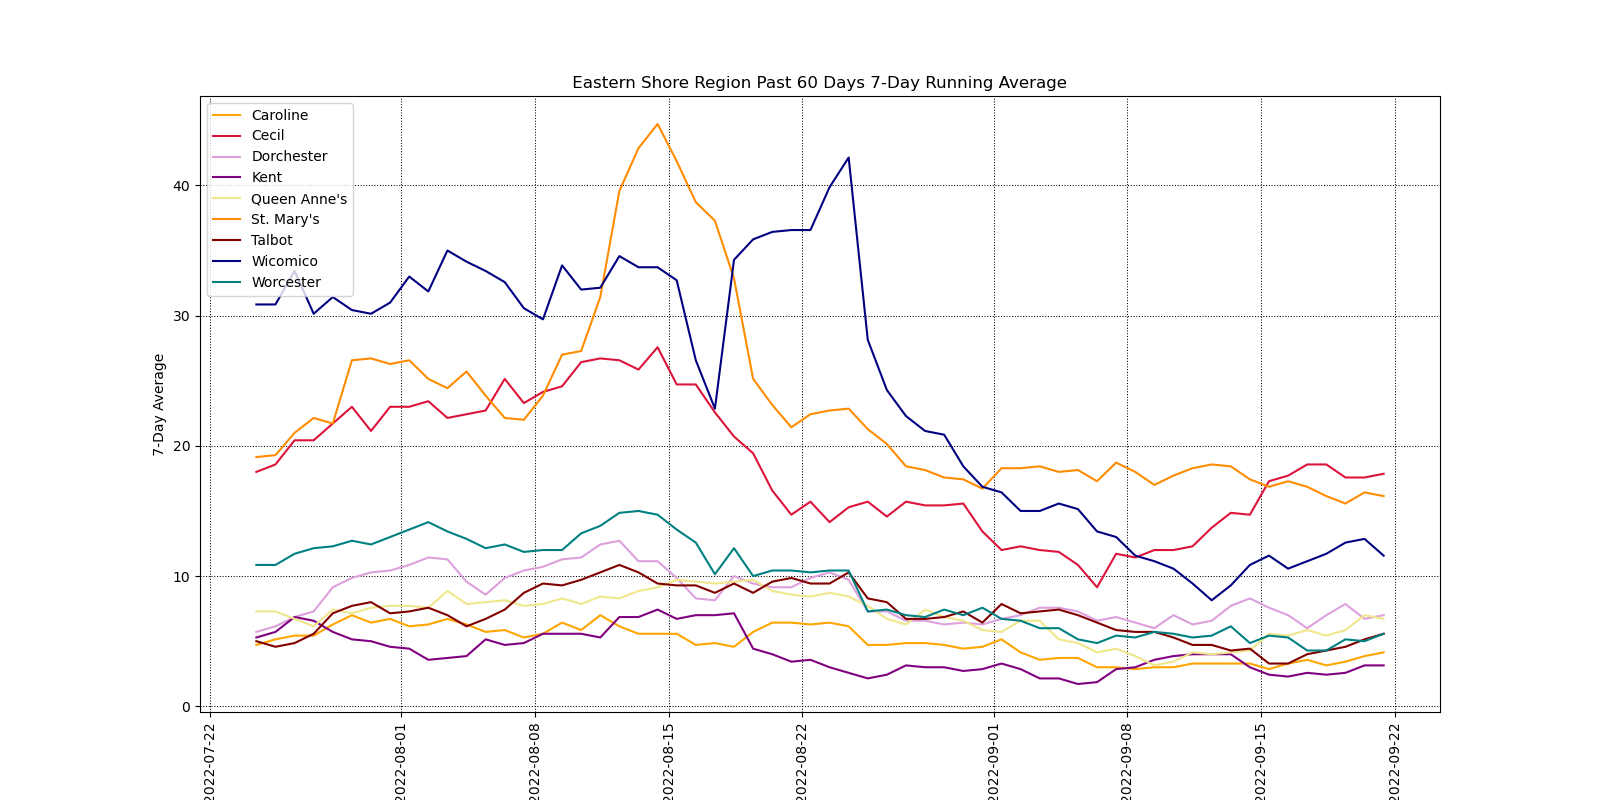 Eastern Shore Region Past 60 Days 7-Day Running Average
Caroline
Cecil
Dorchester
Kent
Queen Anne's
St. Mary's
Talbot
Wicomico
Worcester
7-Day Average
40
30
20
10
0
2022-07-22
2022-08-01
2022-08-08
2022-08-15
2022-08-22
2022-09-01
2022-09-08
2022-09-15
2022-09-22